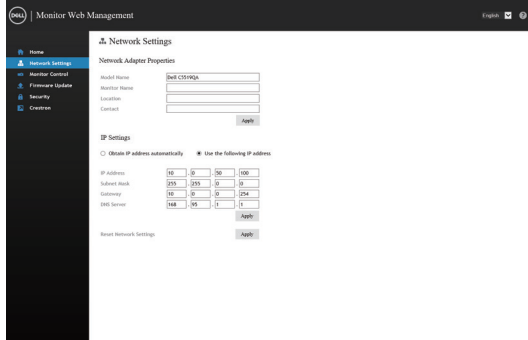 DELL | Monitor Web Management
English
Home
Network Settings
Monitor Control
Firmware Update
Security
Crestron
Network Settings
Network Adapter Properties
Model Name Dell C5519QA
Monitor Name
Location
Contact
Apply
IP Settings
Obtain IP address automatically Use the following IP address
IP Address 10 . 0 . 50 . 100
Subnet Mask 255 . 255 . 0 . 0
Gateway 10 . 0 . 0 . 254
DNS Server 168 . 95 . 1 . 1
Apply
Reset Network Settings Apply